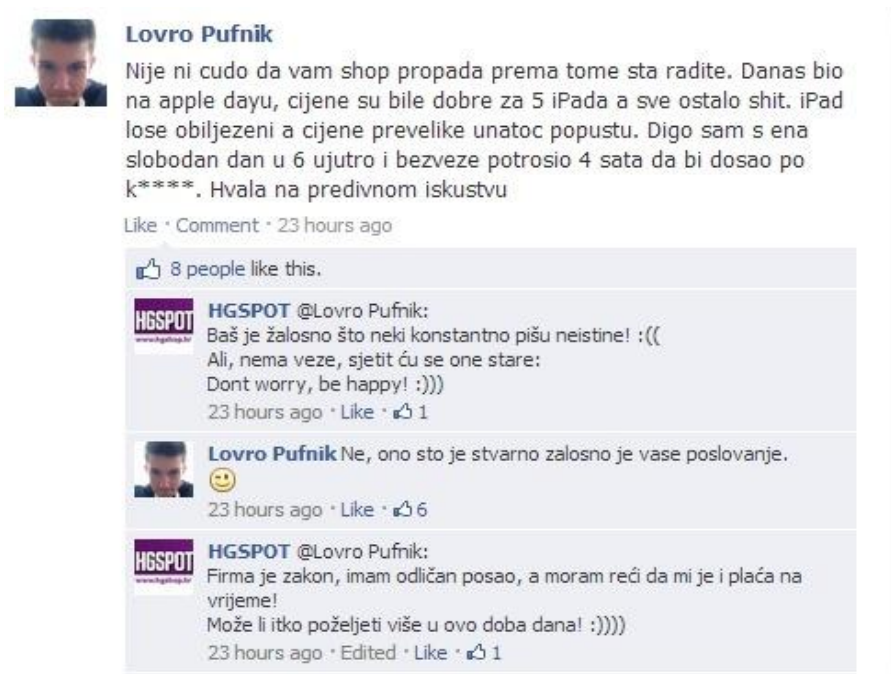 Lovro Pufnik
Nije ni cudo da vam shop propada prema tome sta radite. Danas bio
na apple dayu, cijene su bile dobre za 5 iPada a sve ostalo shit. iPad
lose obiljezeni a cijene prevelike unatoc popustu. Digo sam s ena
slobodan dan u 6 ujutro i bezveze potrosio 4 sata da bi dosao po
k****. Hvala na predivnom iskustvu
Like · Comment · 23 hours ago
8 people like this.
HGSPOT
www.hgshop.hr
HGSPOT @Lovro Pufnik:
Baš je žalosno što neki konstantno pišu neistine! :((
Ali, nema veze, sjetit ću se one stare:
Dont worry, be happy! :)))
23 hours ago · Like · 1
Lovro Pufnik Ne, ono sto je stvarno zalosno je vase poslovanje.
23 hours ago · Like · 6
HGSPOT
www.hgshop.hr
HGSPOT @Lovro Pufnik:
Firma je zakon, imam odličan posao, a moram reći da mi je i plaća na
vrijeme!
Može li itko poželjeti više u ovo doba dana! :))))
23 hours ago · Edited · Like · 1